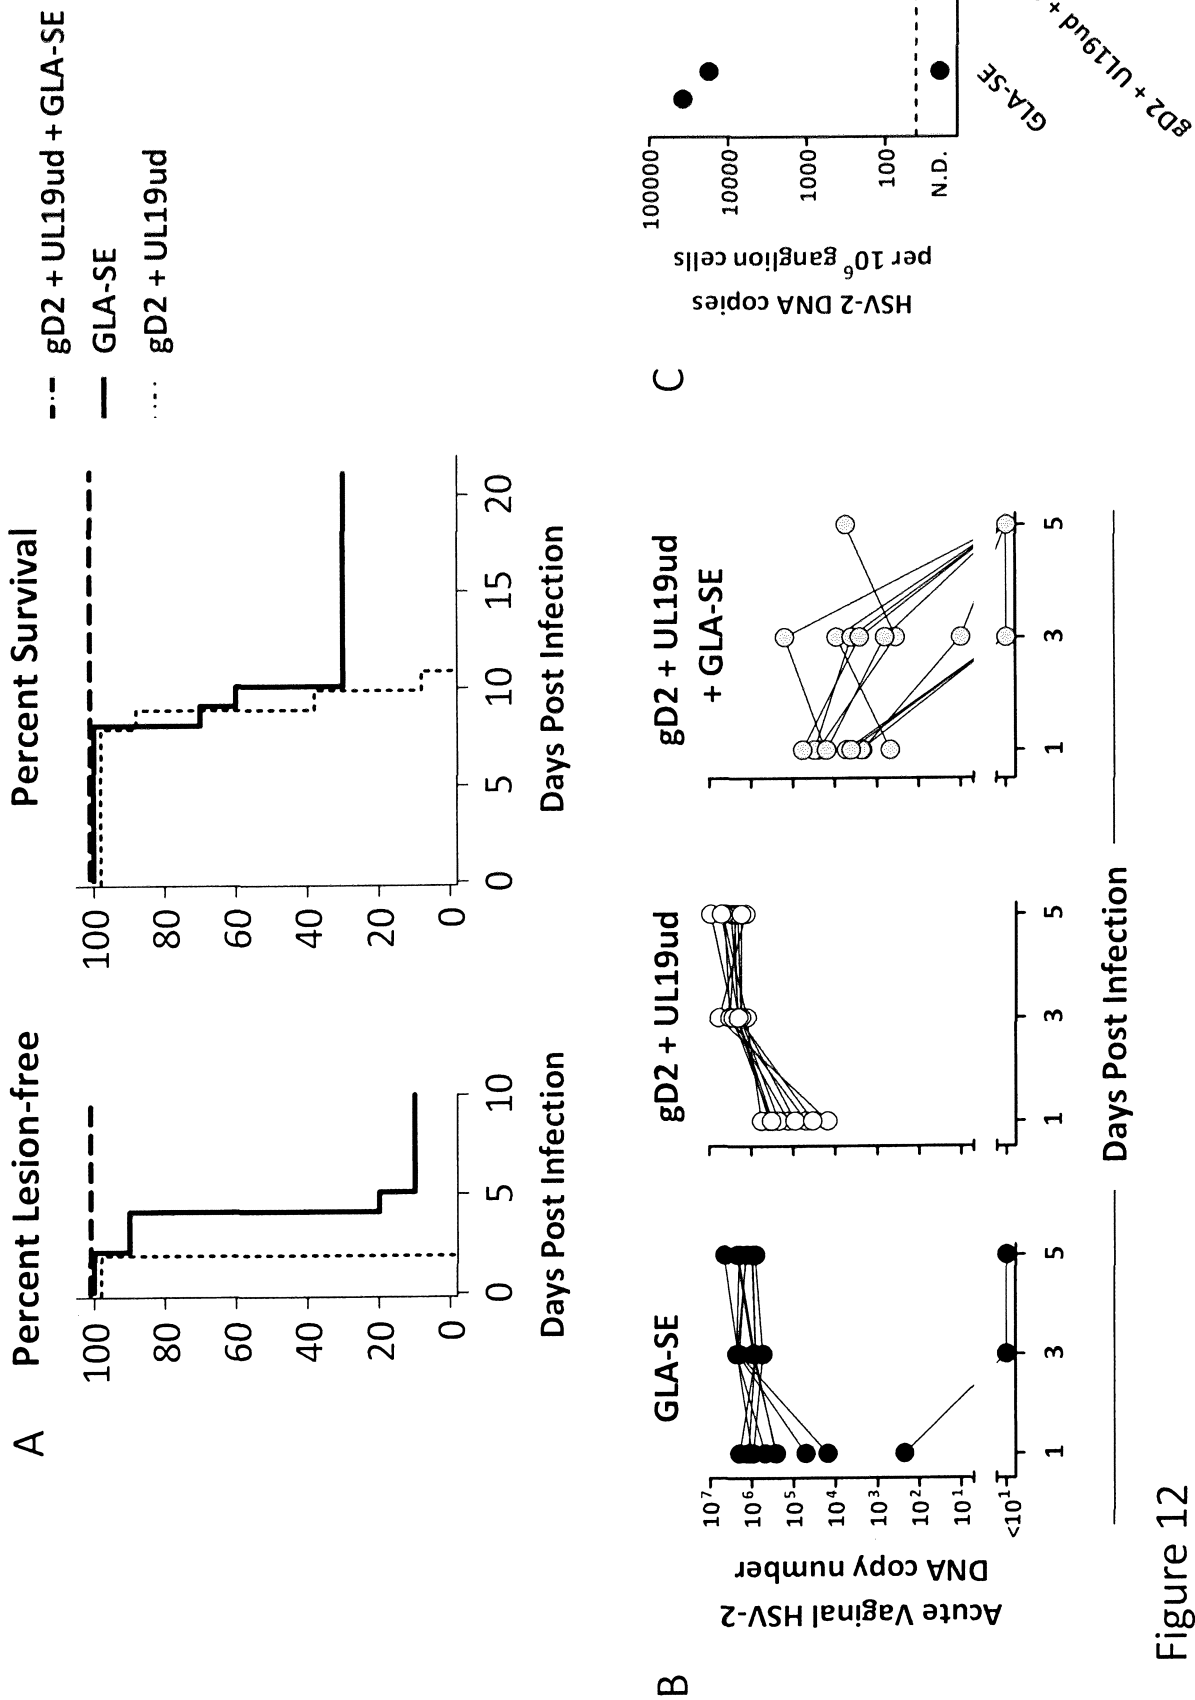 A
Percent Lesion-free
100
80
60
40
20
0
0
5
10
Days Post Infection
Percent Survival
100
80
60
40
20
0
0
5
10
15
20
Days Post Infection
gD2 + UL19ud + GLA-SE
GLA-SE
gD2 + UL19ud
B
Acute Vaginal HSV-2
DNA copy number
GLA-SE
10⁷
10⁶
10⁵
10⁴
10³
10²
10¹
<10¹
1
3
5
gD2 + UL19ud
1
3
5
gD2 + UL19ud
+ GLA-SE
1
3
5
Days Post Infection
C
HSV-2 DNA copies
per 10⁶ ganglion cells
100000
10000
1000
100
N.D.
GLA-SE
gD2 + UL19ud +
Figure 12